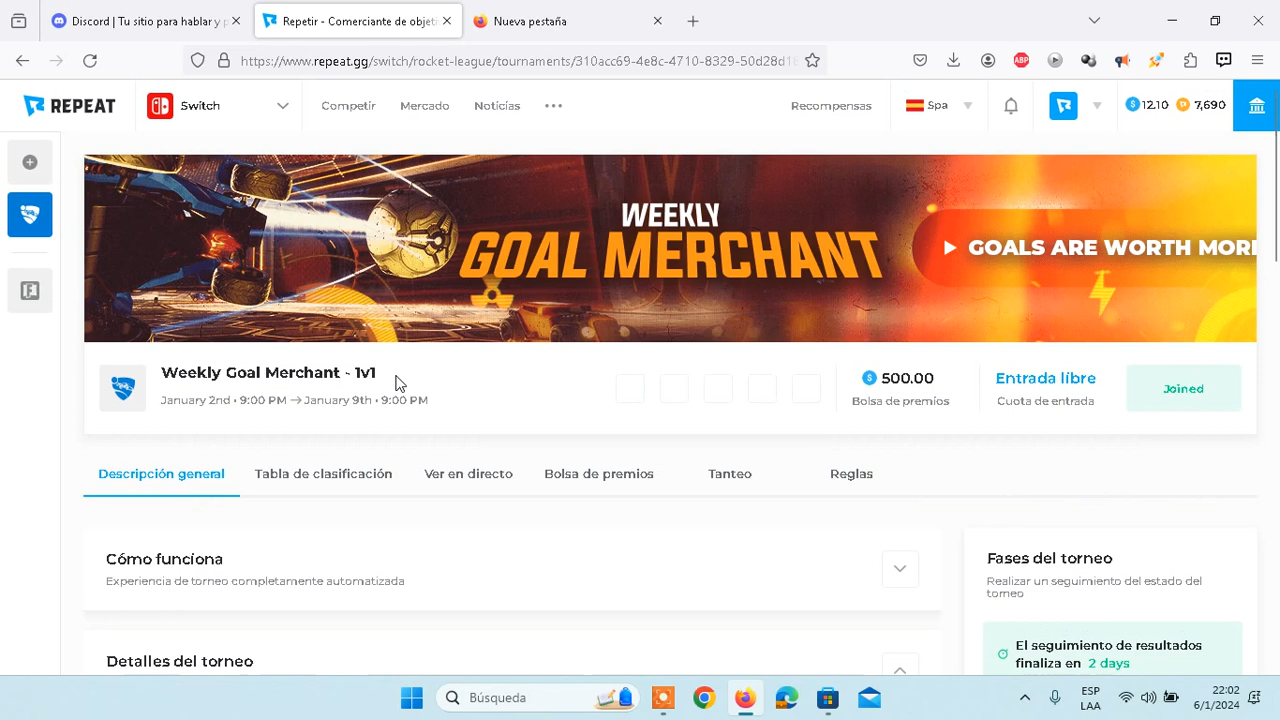 Discord | Tu sitio para hablar y p
Repetir - Comerciante de objeti
Nueva pestaña
https://www.repeat.gg/switch/rocket-league/tournaments/310acc69-4e8c-4710-8329-50d28d1
ABP
REPEAT
Switch
Competir
Mercado
Noticias
Recompensas
Spa
12.10
7,690
WEEKLY
GOAL MERCHANT
GOALS ARE WORTH MORE
Weekly Goal Merchant - 1v1
January 2nd • 9:00 PM → January 9th • 9:00 PM
500.00
Bolsa de premios
Entrada libre
Cuota de entrada
Joined
Descripción general
Tabla de clasificación
Ver en directo
Bolsa de premios
Tanteo
Reglas
Cómo funciona
Experiencia de torneo completamente automatizada
Detalles del torneo
Fases del torneo
Realizar un seguimiento del estado del
torneo
El seguimiento de resultados
finaliza en 2 days
Búsqueda
ESP
LAA
22:02
6/1/2024